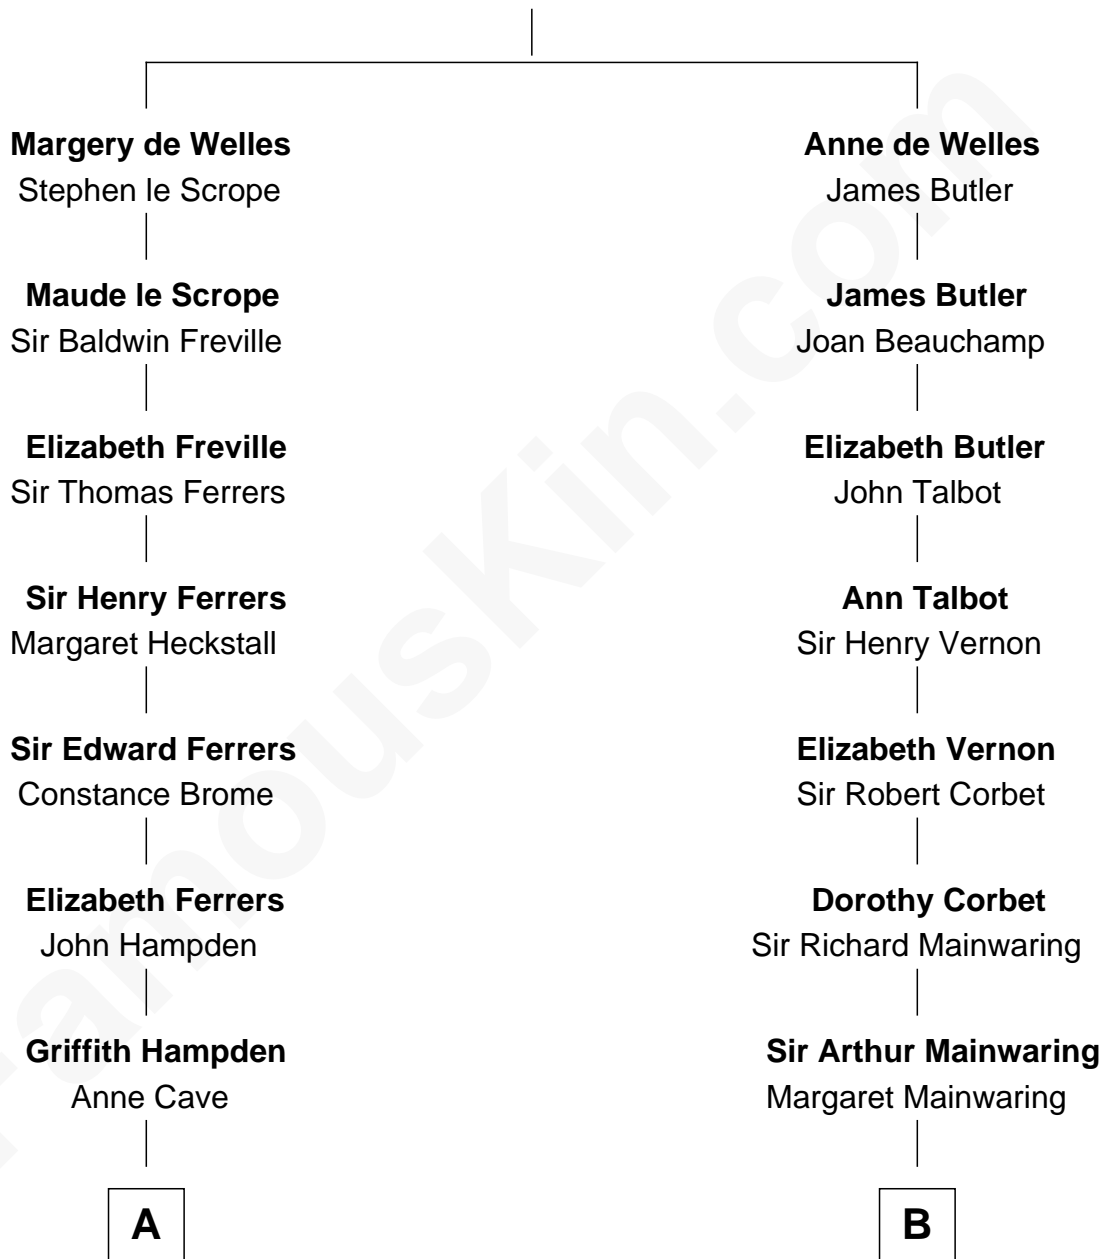 Margery de Welles
Stephen le Scrope
Anne de Welles
James Butler
Maude le Scrope
Sir Baldwin Freville
James Butler
Joan Beauchamp
Elizabeth Freville
Sir Thomas Ferrers
Elizabeth Butler
John Talbot
Sir Henry Ferrers
Margaret Heckstall
Ann Talbot
Sir Henry Vernon
Sir Edward Ferrers
Constance Brome
Elizabeth Vernon
Sir Robert Corbet
Elizabeth Ferrers
John Hampden
Dorothy Corbet
Sir Richard Mainwaring
Griffith Hampden
Anne Cave
Sir Arthur Mainwaring
Margaret Mainwaring
A
B
FamousKin.com